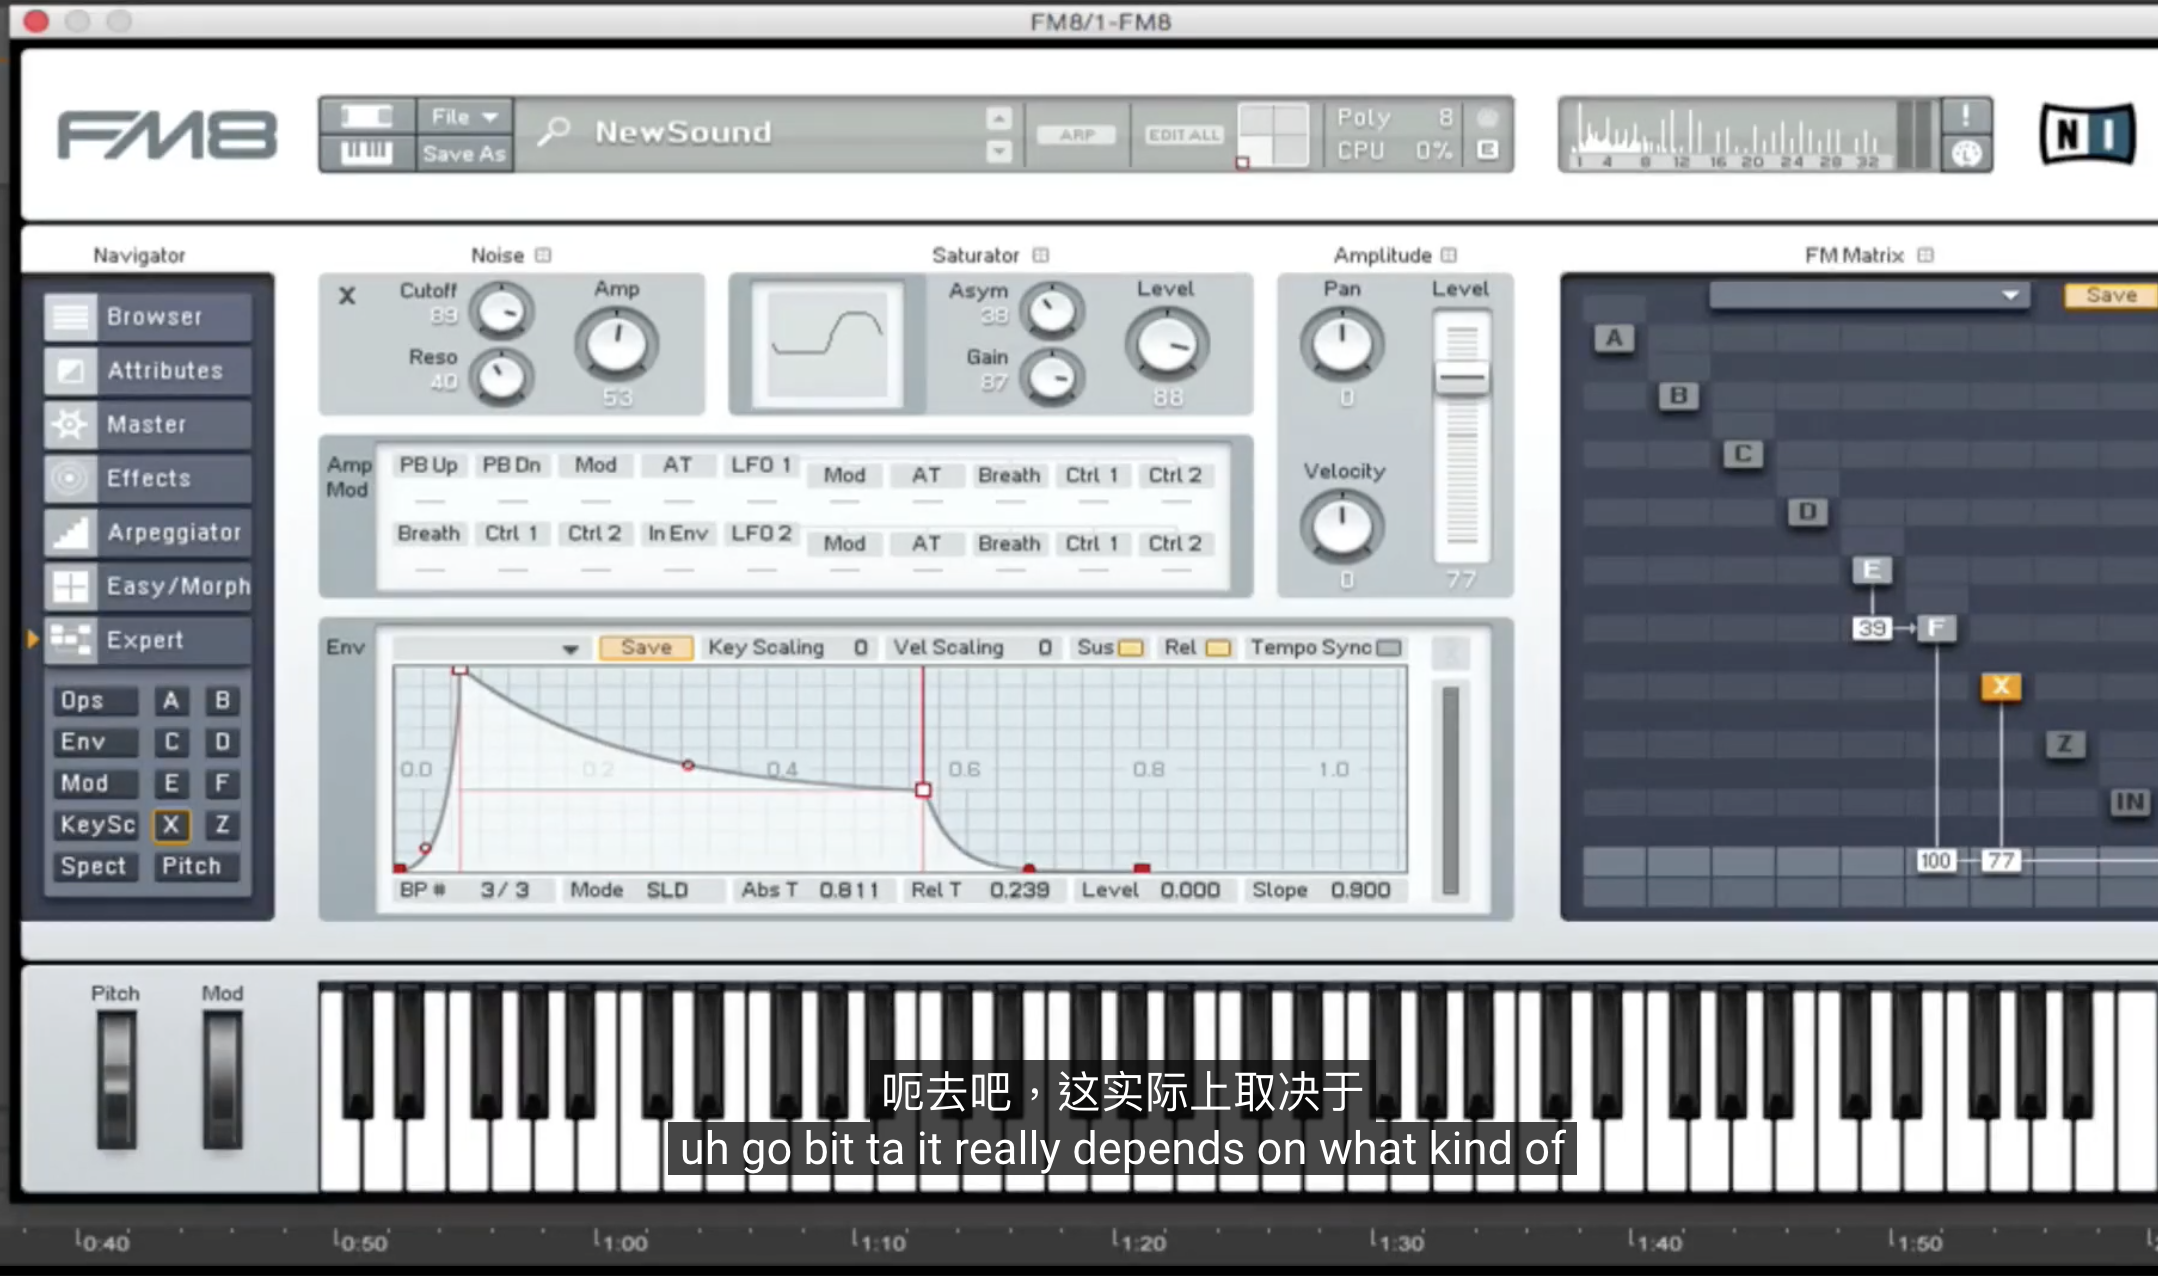 FM8/1-FM8
FM8
File
Save As
NewSound
ARP
EDIT ALL
Poly 8
CPU 0%
E
!
1 4 8 12 16 20 24 28 32
NI
Navigator
Browser
Attributes
Master
Effects
Arpeggiator
Easy/Morph
Expert
Ops A B
Env C D
Mod E F
KeySc X Z
Spect Pitch
Noise
X
Cutoff
89
Reso
40
Amp
53
Saturator
Asym
38
Gain
87
Level
88
Amplitude
Pan
0
Velocity
0
Level
77
Amp
Mod
PB Up PB Dn Mod AT LFO 1 Mod AT Breath Ctrl 1 Ctrl 2
Breath Ctrl 1 Ctrl 2 In Env LFO 2 Mod AT Breath Ctrl 1 Ctrl 2
Env
Save Key Scaling 0 Vel Scaling 0 Sus Rel Tempo Sync
0.0 0.2 0.4 0.6 0.8 1.0
BP # 3/3 Mode SLD Abs T 0.811 Rel T 0.239 Level 0.000 Slope 0.900
FM Matrix
Save
A
B
C
D
E
39 F
X
Z
IN
100 77
Pitch Mod
呃去吧，这实际上取决于
uh go bit ta it really depends on what kind of
0:40 0:50 1:00 1:10 1:20 1:30 1:40 1:50